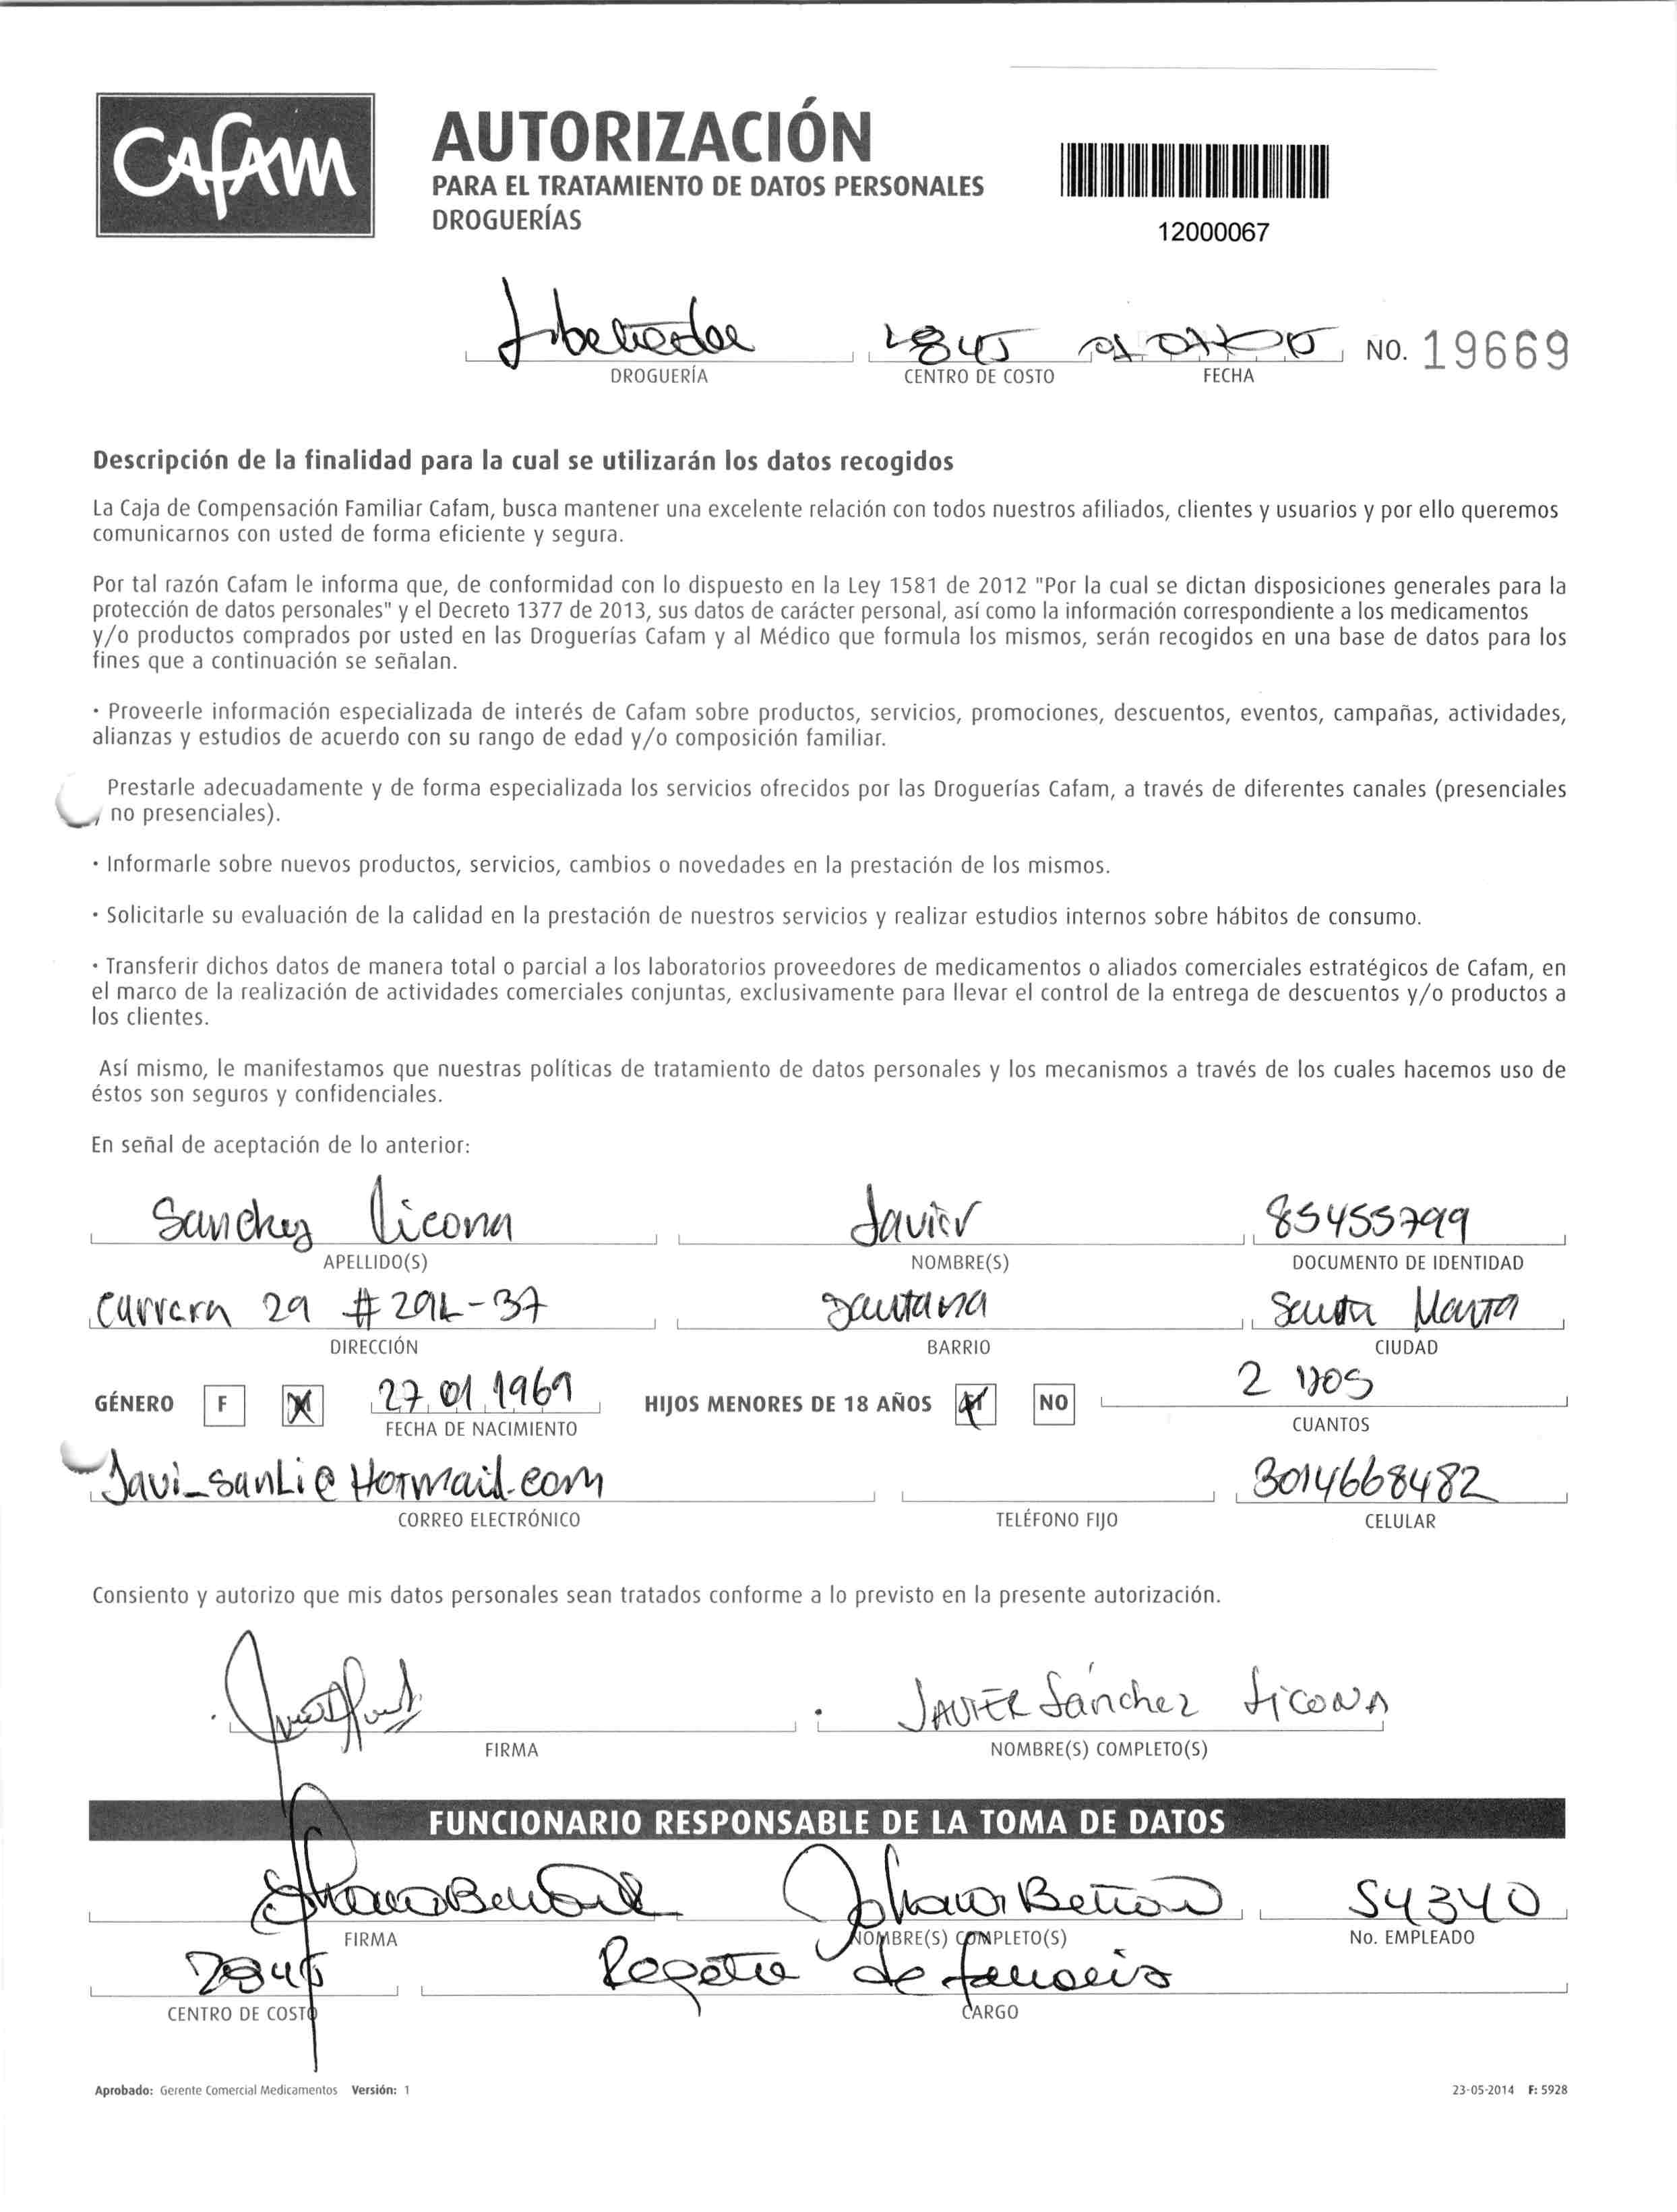 CAFAM
AUTORIZACIÓN
PARA EL TRATAMIENTO DE DATOS PERSONALES
DROGUERÍAS
12000067
NO. 19669
DROGUERÍA CENTRO DE COSTO FECHA
Descripción de la finalidad para la cual se utilizarán los datos recogidos
La Caja de Compensación Familiar Cafam, busca mantener una excelente relación con todos nuestros afiliados, clientes y usuarios y por ello queremos
comunicarnos con usted de forma eficiente y segura.
Por tal razón Cafam le informa que, de conformidad con lo dispuesto en la Ley 1581 de 2012 "Por la cual se dictan disposiciones generales para la
protección de datos personales" y el Decreto 1377 de 2013, sus datos de carácter personal, así como la información correspondiente a los medicamentos
y/o productos comprados por usted en las Droguerías Cafam y al Médico que formula los mismos, serán recogidos en una base de datos para los
fines que a continuación se señalan.
· Proveerle información especializada de interés de Cafam sobre productos, servicios, promociones, descuentos, eventos, campañas, actividades,
alianzas y estudios de acuerdo con su rango de edad y/o composición familiar.
Prestarle adecuadamente y de forma especializada los servicios ofrecidos por las Droguerías Cafam, a través de diferentes canales (presenciales
no presenciales).
· Informarle sobre nuevos productos, servicios, cambios o novedades en la prestación de los mismos.
· Solicitarle su evaluación de la calidad en la prestación de nuestros servicios y realizar estudios internos sobre hábitos de consumo.
· Transferir dichos datos de manera total o parcial a los laboratorios proveedores de medicamentos o aliados comerciales estratégicos de Cafam, en
el marco de la realización de actividades comerciales conjuntas, exclusivamente para llevar el control de la entrega de descuentos y/o productos a
los clientes.
Así mismo, le manifestamos que nuestras políticas de tratamiento de datos personales y los mecanismos a través de los cuales hacemos uso de
éstos son seguros y confidenciales.
En señal de aceptación de lo anterior:
Sanchez Licona Javier 85455799
APELLIDO(S) NOMBRE(S) DOCUMENTO DE IDENTIDAD
Carrera 29 # 29L-37 Santana Santa Marta
DIRECCIÓN BARRIO CIUDAD
GÉNERO F 27 01 1969 HIJOS MENORES DE 18 AÑOS NO 2 DOS
FECHA DE NACIMIENTO CUANTOS
Javi_sanLi@Hotmail.com 3014668482
CORREO ELECTRÓNICO TELÉFONO FIJO CELULAR
Consiento y autorizo que mis datos personales sean tratados conforme a lo previsto en la presente autorización.
JAVIER Sánchez LICONA
FIRMA NOMBRE(S) COMPLETO(S)
FUNCIONARIO RESPONSABLE DE LA TOMA DE DATOS
54340
FIRMA NOMBRE(S) COMPLETO(S) No. EMPLEADO
2845 de
CENTRO DE COSTO CARGO
Aprobado: Gerente Comercial Medicamentos Versión: 1 23-05-2014 F: 5928